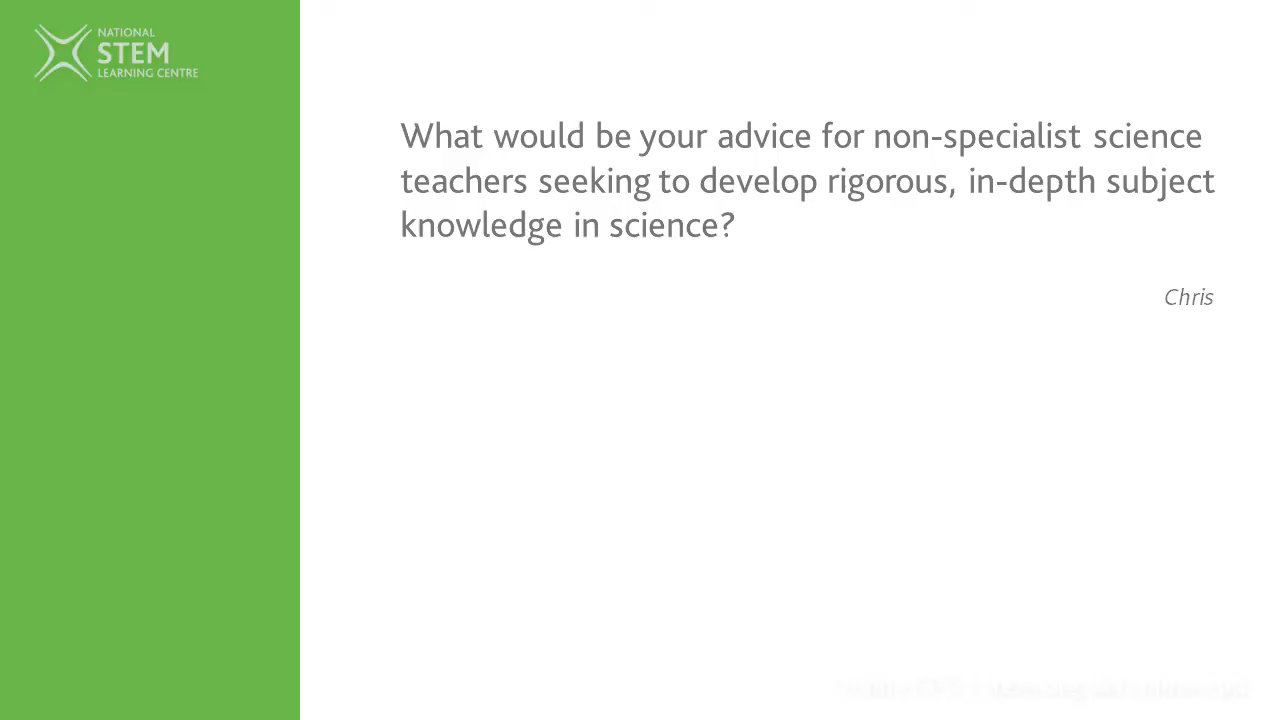 NATIONAL
STEM
LEARNING CENTRE
What would be your advice for non-specialist science
teachers seeking to develop rigorous, in-depth subject
knowledge in science?
Chris